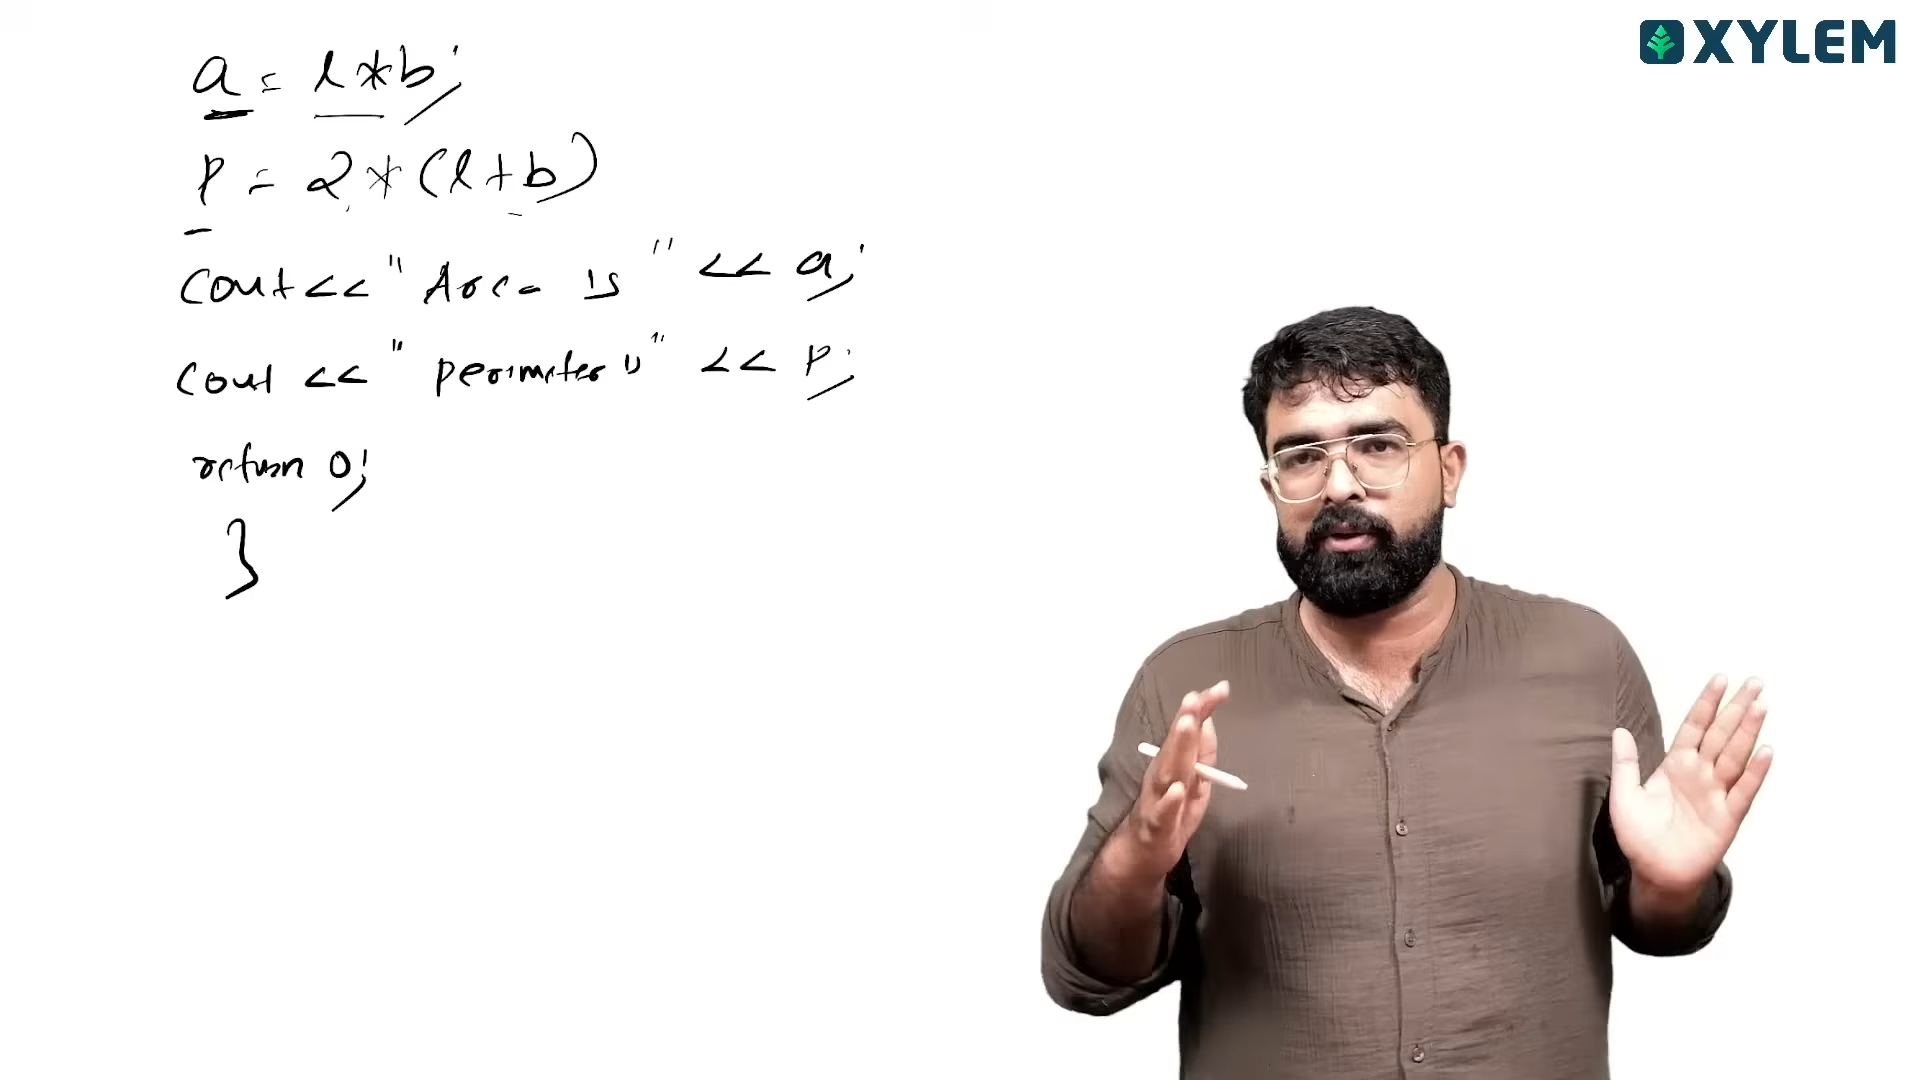 XYLEM
a = l*b;
P = 2*(l+b)
Cout<<"Area is "<< a;
Cout << "perimeter is" << P;
return 0;
}